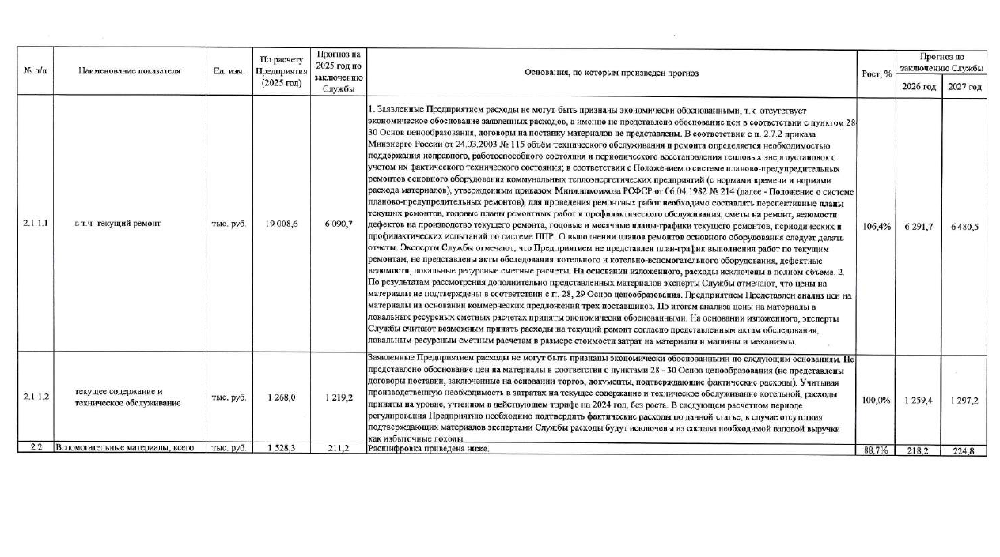 № п/п
Наименование показателя
Ед. изм.
По расчету
Предприятия
(2025 год)
Прогноз на
2025 год по
заключению
Службы
Основания, по которым произведен прогноз
Рост, %
Прогноз по
заключению Службы
2026 год
2027 год
2.1.1.1
в т.ч. текущий ремонт
тыс. руб.
19 008,6
6 090,7
1. Заявленные Предприятием расходы не могут быть признаны экономически обоснованными, т.к. отсутствует
экономическое обоснование заявленных расходов, а именно не представлено обоснование цен в соответствии с пунктом 28
30 Основ ценообразования, договоры на поставку материалов не представлены. В соответствии с п. 2.7.2 приказа
Минэнерго России от 24.03.2003 № 115 объём технического обслуживания и ремонта определяется необходимостью
поддержания исправного, работоспособного состояния и периодического восстановления тепловых энергоустановок с
учетом их фактического технического состояния; в соответствии с Положением о системе планово-предупредительных
ремонтов основного оборудования коммунальных теплоэнергетических предприятий (с нормами времени и нормами
расхода материалов), утвержденным приказом Минжилкомхоза РСФСР от 06.04.1982 № 214 (далее - Положение о системе
планово-предупредительных ремонтов), для проведения ремонтных работ необходимо составлять перспективные планы
текущих ремонтов, годовые планы ремонтных работ и профилактического обслуживания, сметы на ремонт, ведомости
дефектов на производство текущего ремонта, годовые и месячные планы-графики текущего ремонтов, периодических и
профилактических испытаний по системе ППР. О выполнении планов ремонтов основного оборудования следует делать
отчеты. Эксперты Службы отмечают, что Предприятием не представлен план-график выполнения работ по текущим
ремонтам, не представлены акты обследования котельного и котельно-вспомогательного оборудования, дефектные
ведомости, локальные ресурсные сметные расчеты. На основании изложенного, расходы исключены в полном объеме. 2.
По результатам рассмотрения дополнительно представленных материалов эксперты Службы отмечают, что цены на
материалы не подтверждены в соответствии с п. 28, 29 Основ ценообразования. Предприятием Представлен анализ цен на
материалы на основании коммерческих предложений трех поставщиков. По итогам анализа цены на материалы в
локальных ресурсных сметных расчетах приняты экономически обоснованными. На основании изложенного, эксперты
Службы считают возможным принять расходы на текущий ремонт согласно представленным актам обследования,
локальным ресурсным сметным расчетам в размере стоимости затрат на материалы и машины и механизмы.
106,4%
6 291,7
6 480,5
2.1.1.2
текущее содержание и
техническое обслуживание
тыс. руб.
1 268,0
1 219,2
Заявленные Предприятием расходы не могут быть признаны экономически обоснованными по следующим основаниям. Не
представлено обоснование цен на материалы в соответстви с пунктами 28 - 30 Основ ценообразования (не представлены
договоры поставки, заключенные на основании торгов, документы, подтверждающие фактические расходы). Учитывая
производственную необходимость в затратах на текущее содержание и техническое обслуживание котельной, расходы
приняты на уровне, учтенном в действующем тарифе на 2024 год, без роста. В следующем расчетном периоде
регулирования Предприятию необходимо подтвердить фактические расходы по данной статье, в случае отсутствия
подтверждающих материалов экспертами Службы расходы будут исключены из состава необходимой валовой выручки
как избыточные доходы.
100,0%
1 259,4
1 297,2
2.2
Вспомогательные материалы, всего
тыс. руб.
1 528,3
211,2
Расшифровка приведена ниже.
88,7%
218,2
224,8